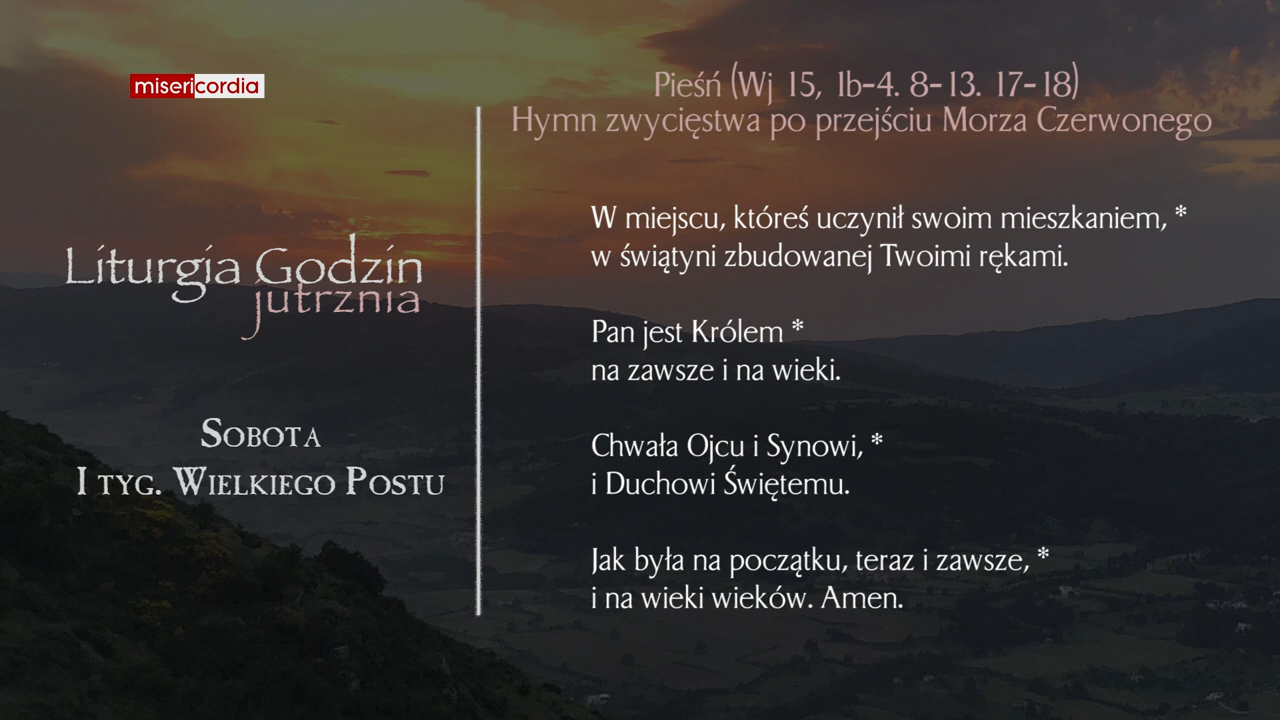 misericordia
Liturgia Godzin
jutrznia
Sobota
I tyg. Wielkiego Postu
Pieśń (Wj 15, 1b-4. 8-13. 17-18)
Hymn zwycięstwa po przejściu Morza Czerwonego
W miejscu, któreś uczynił swoim mieszkaniem, *
w świątyni zbudowanej Twoimi rękami.
Pan jest Królem *
na zawsze i na wieki.
Chwała Ojcu i Synowi, *
i Duchowi Świętemu.
Jak była na początku, teraz i zawsze, *
i na wieki wieków. Amen.